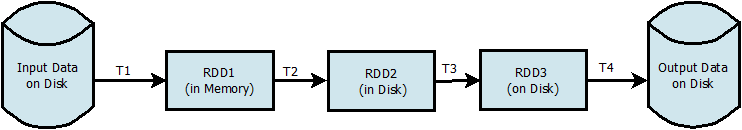 Input Data
on Disk
T1
RDD1
(in Memory)
T2
RDD2
(in Disk)
T3
RDD3
(on Disk)
T4
Output Data
on Disk